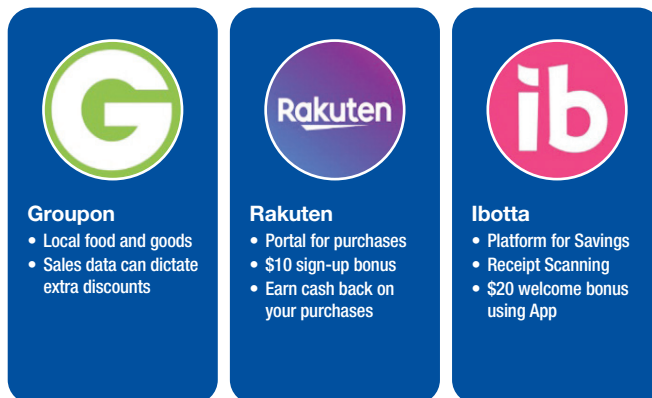 G
Rakuten
ib
Groupon
• Local food and goods
• Sales data can dictate
extra discounts
Rakuten
• Portal for purchases
• $10 sign-up bonus
• Earn cash back on
your purchases
Ibotta
• Platform for Savings
• Receipt Scanning
• $20 welcome bonus
using App